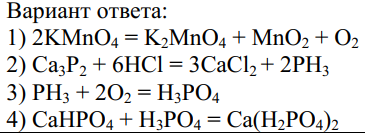 Вариант ответа:
1) 2KMnO₄ = K₂MnO₄ + MnO₂ + O₂
2) Ca₃P₂ + 6HCl = 3CaCl₂ + 2PH₃
3) PH₃ + 2O₂ = H₃PO₄
4) CaHPO₄ + H₃PO₄ = Ca(H₂PO₄)₂